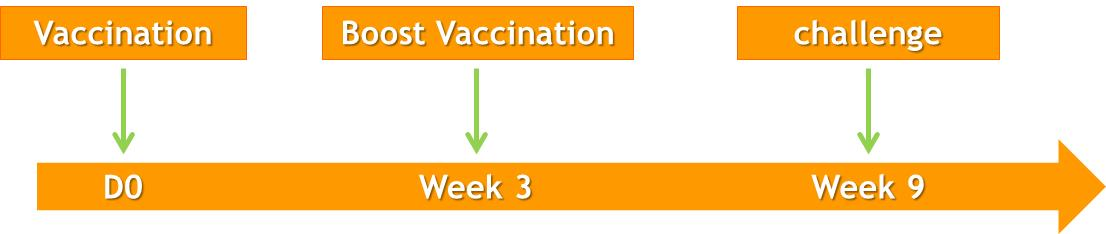 Vaccination
Boost Vaccination
challenge
D0
Week 3
Week 9